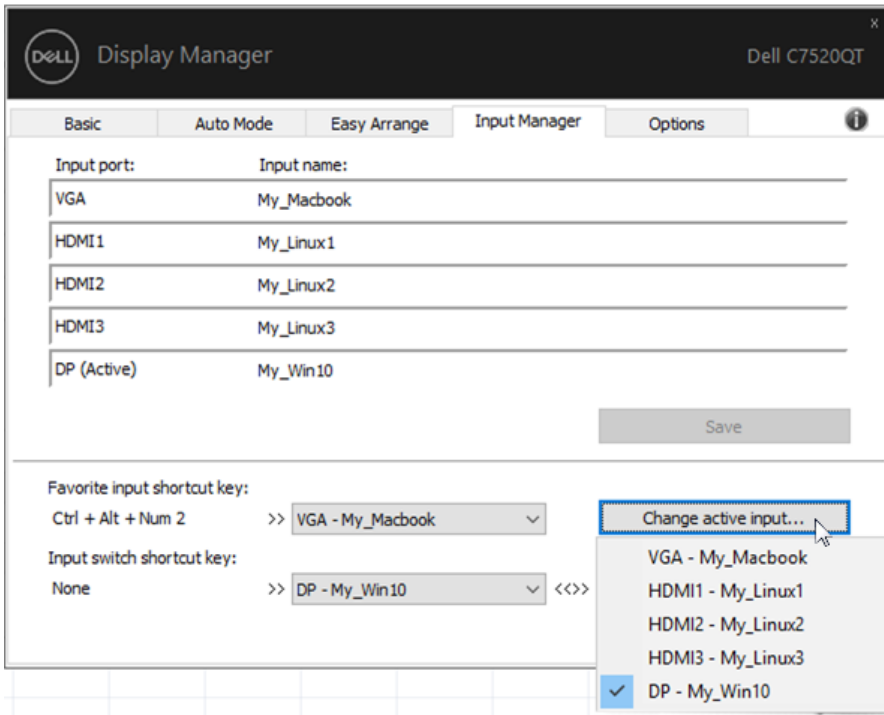 x
DELL Display Manager Dell C7520QT
Basic Auto Mode Easy Arrange Input Manager Options i
Input port: Input name:
VGA My_Macbook
HDMI1 My_Linux1
HDMI2 My_Linux2
HDMI3 My_Linux3
DP (Active) My_Win10
Save
Favorite input shortcut key:
Ctrl + Alt + Num 2 >> VGA - My_Macbook Change active input...
Input switch shortcut key:
None >> DP - My_Win10 <<>>
VGA - My_Macbook
HDMI1 - My_Linux1
HDMI2 - My_Linux2
HDMI3 - My_Linux3
DP - My_Win10